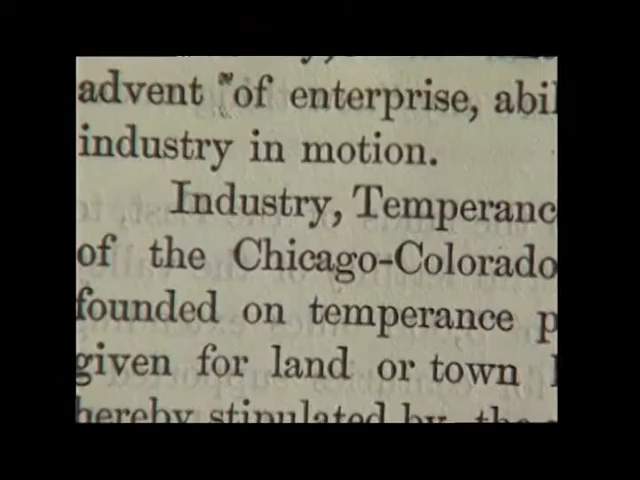 advent of enterprise, abil
industry in motion.
Industry, Temperanc
of the Chicago-Colorado
founded on temperance p
given for land or town
hereby stipulated by the